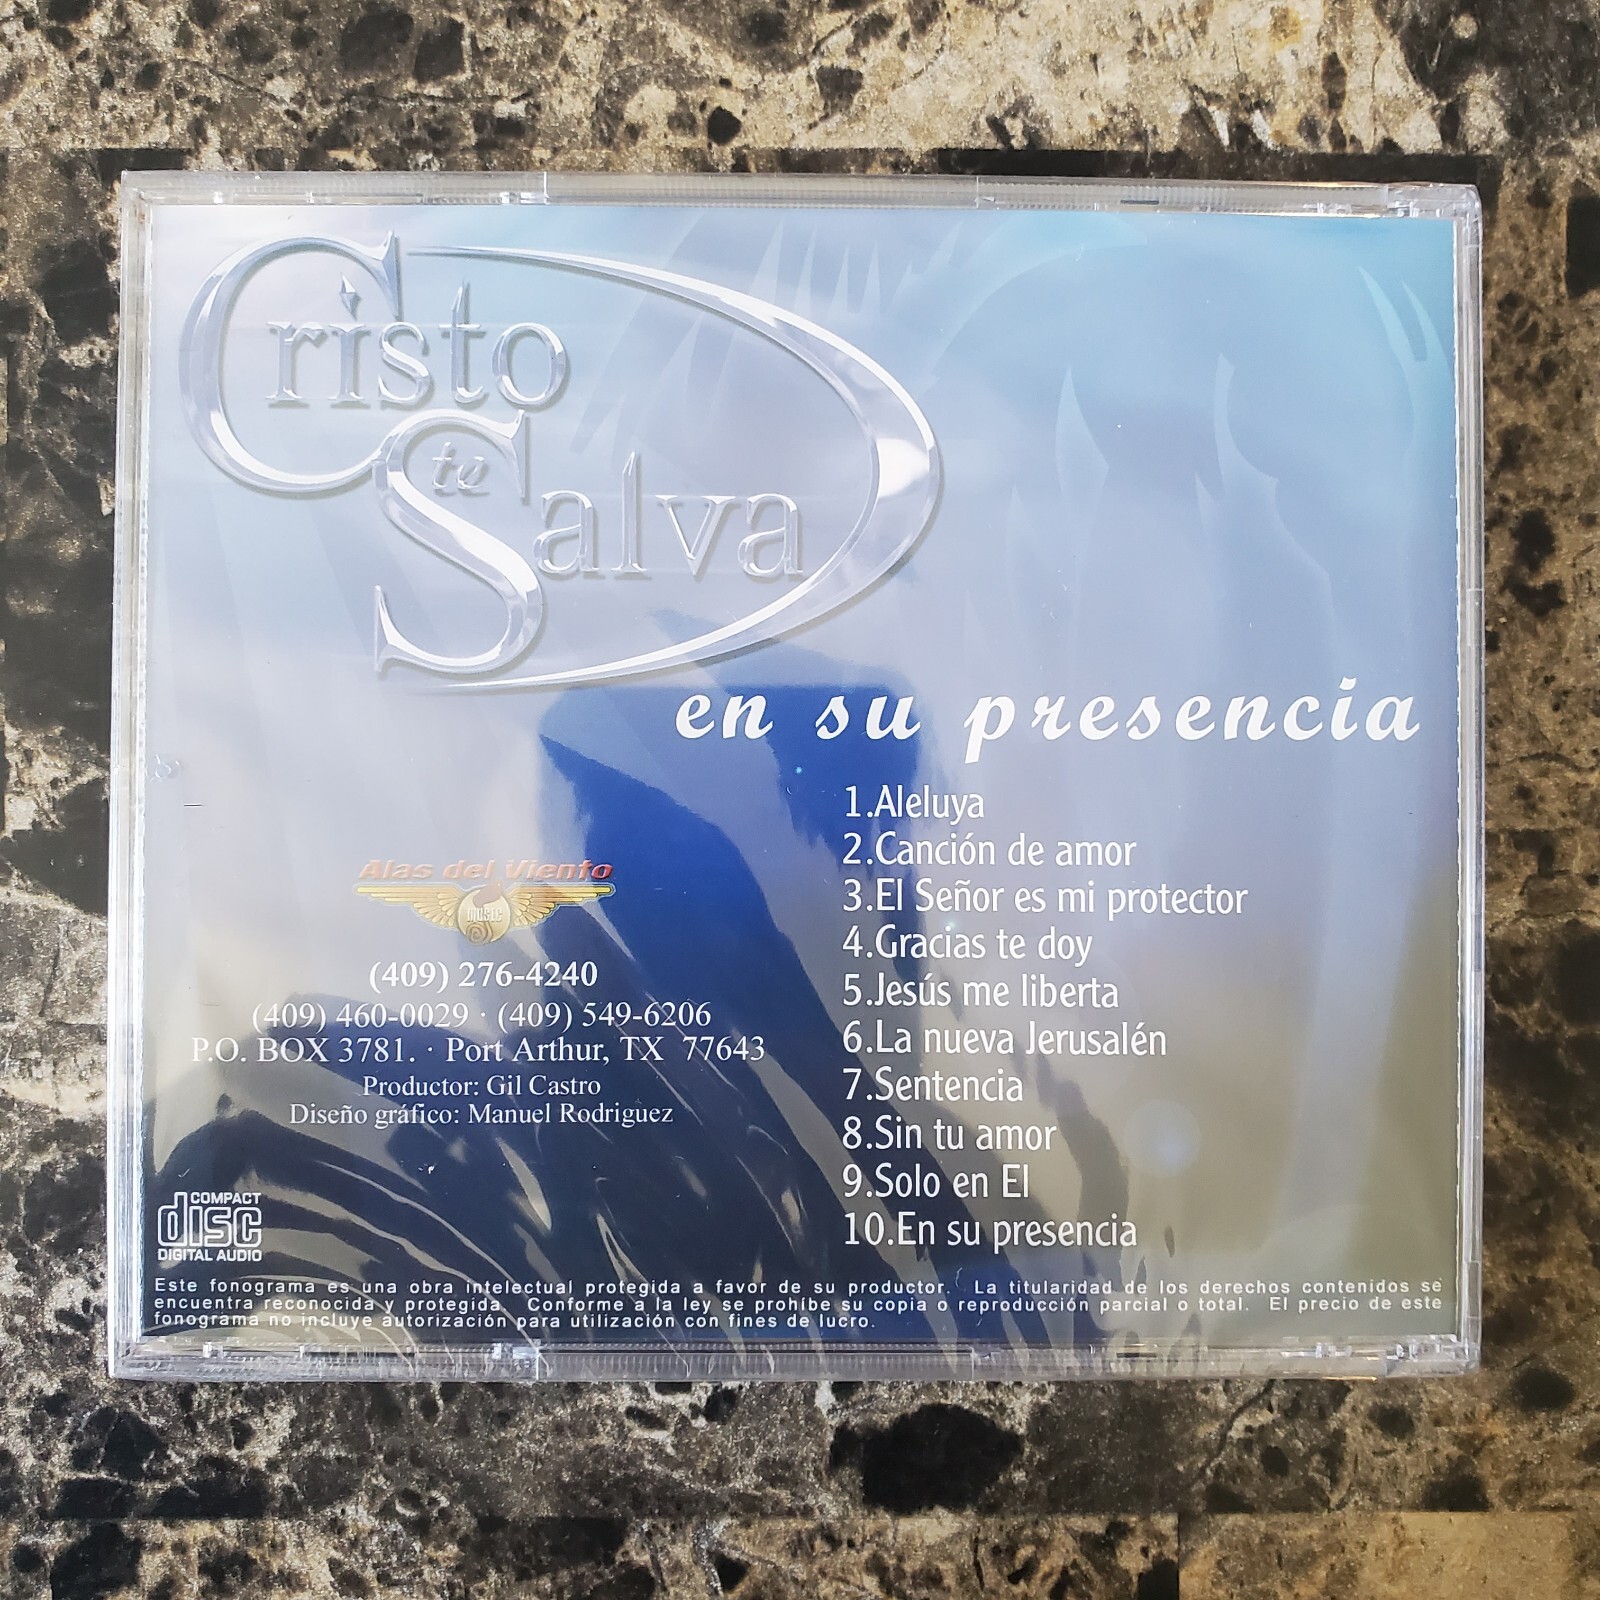 Cristo
te
Salva
en su presencia
1.Aleluya
2.Canción de amor
3.El Señor es mi protector
4.Gracias te doy
5.Jesús me liberta
6.La nueva Jerusalén
7.Sentencia
8.Sin tu amor
9.Solo en El
10.En su presencia
Alas del Viento
MUSIC
(409) 276-4240
(409) 460-0029 · (409) 549-6206
P.O. BOX 3781. · Port Arthur, TX 77643
Productor: Gil Castro
Diseño gráfico: Manuel Rodriguez
COMPACT
disc
DIGITAL AUDIO
Este fonograma es una obra intelectual protegida a favor de su productor. La titularidad de los derechos contenidos se
encuentra reconocida y protegida. Conforme a la ley se prohíbe su copia o reproducción parcial o total. El precio de este
fonograma no incluye autorización para utilización con fines de lucro.